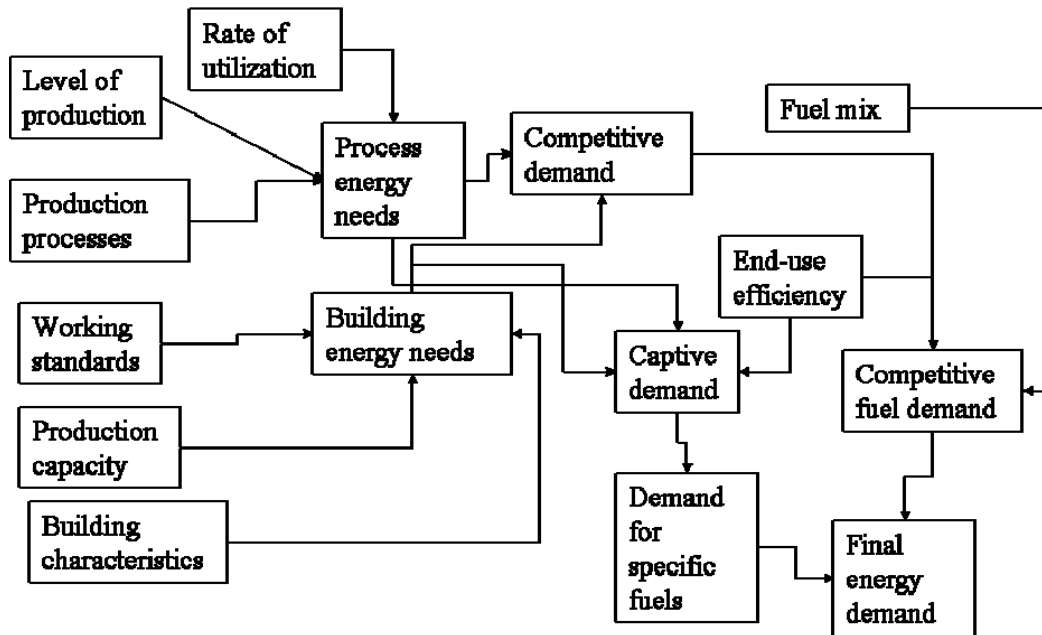 Rate of
utilization
Level of
production
Fuel mix
Process
energy
needs
Competitive
demand
Production
processes
End-use
efficiency
Working
standards
Building
energy needs
Captive
demand
Competitive
fuel demand
Production
capacity
Demand
for
specific
fuels
Building
characteristics
Final
energy
demand